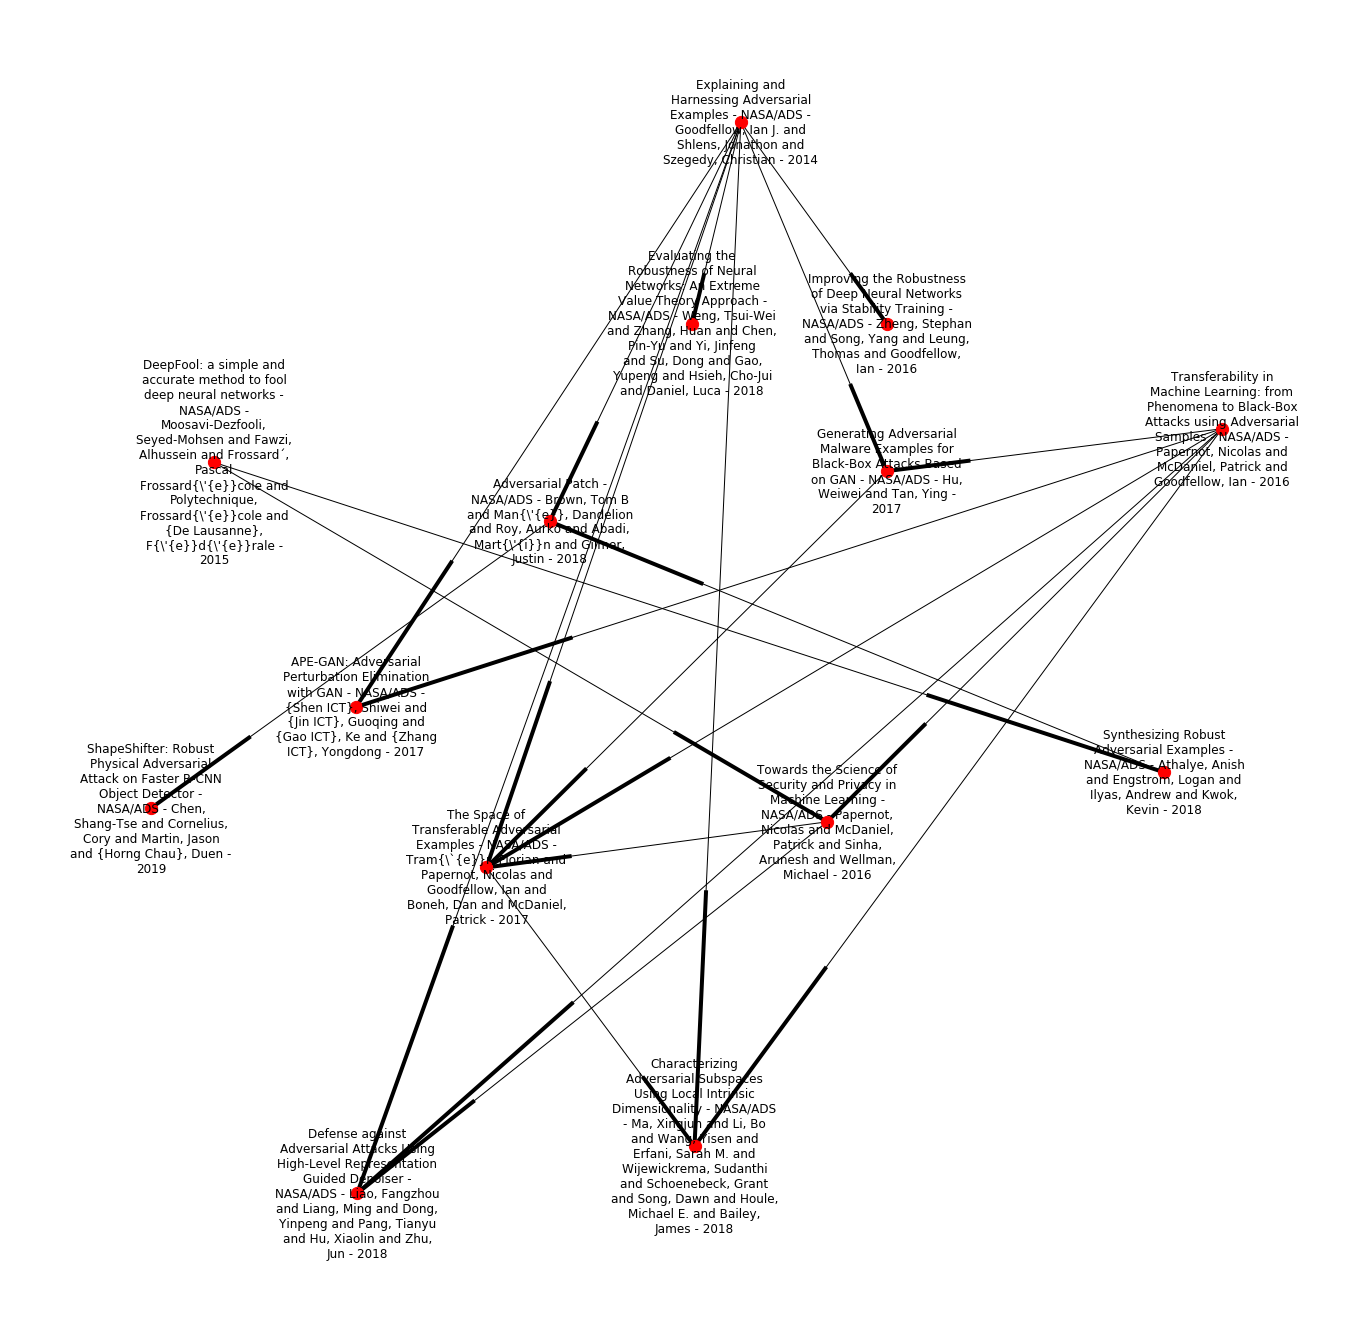 Explaining and
Harnessing Adversarial
Examples - NASA/ADS -
Goodfellow, Ian J. and
Shlens, Jonathon and
Szegedy, Christian - 2014
Evaluating the
Robustness of Neural
Networks: An Extreme
Value Theory Approach -
NASA/ADS - Weng, Tsui-Wei
and Zhang, Huan and Chen,
Pin-Yu and Yi, Jinfeng
and Su, Dong and Gao,
Yupeng and Hsieh, Cho-Jui
and Daniel, Luca - 2018
Improving the Robustness
of Deep Neural Networks
via Stability Training -
NASA/ADS - Zheng, Stephan
and Song, Yang and Leung,
Thomas and Goodfellow,
Ian - 2016
DeepFool: a simple and
accurate method to fool
deep neural networks -
NASA/ADS -
Moosavi-Dezfooli,
Seyed-Mohsen and Fawzi,
Alhussein and Frossard´,
Pascal
Frossard{\'{e}}cole and
Polytechnique,
Frossard{\'{e}}cole and
{De Lausanne},
F{\'{e}}d{\'{e}}rale -
2015
Transferability in
Machine Learning: from
Phenomena to Black-Box
Attacks using Adversarial
Samples - NASA/ADS -
Papernot, Nicolas and
McDaniel, Patrick and
Goodfellow, Ian - 2016
Generating Adversarial
Malware Examples for
Black-Box Attacks Based
on GAN - NASA/ADS - Hu,
Weiwei and Tan, Ying -
2017
Adversarial Patch -
NASA/ADS - Brown, Tom B
and Man{\'{e}}, Dandelion
and Roy, Aurko and Abadi,
Mart{\'{i}}n and Gilmer,
Justin - 2018
APE-GAN: Adversarial
Perturbation Elimination
with GAN - NASA/ADS -
{Shen ICT}, Shiwei and
{Jin ICT}, Guoqing and
{Gao ICT}, Ke and {Zhang
ICT}, Yongdong - 2017
ShapeShifter: Robust
Physical Adversarial
Attack on Faster R-CNN
Object Detector -
NASA/ADS - Chen,
Shang-Tse and Cornelius,
Cory and Martin, Jason
and {Horng Chau}, Duen -
2019
Synthesizing Robust
Adversarial Examples -
NASA/ADS - Athalye, Anish
and Engstrom, Logan and
Ilyas, Andrew and Kwok,
Kevin - 2018
Towards the Science of
Security and Privacy in
Machine Learning -
NASA/ADS - Papernot,
Nicolas and McDaniel,
Patrick and Sinha,
Arunesh and Wellman,
Michael - 2016
The Space of
Transferable Adversarial
Examples - NASA/ADS -
Tram{\`{e}}r, Florian and
Papernot, Nicolas and
Goodfellow, Ian and
Boneh, Dan and McDaniel,
Patrick - 2017
Characterizing
Adversarial Subspaces
Using Local Intrinsic
Dimensionality - NASA/ADS
- Ma, Xingjun and Li, Bo
and Wang, Yisen and
Erfani, Sarah M. and
Wijewickrema, Sudanthi
and Schoenebeck, Grant
and Song, Dawn and Houle,
Michael E. and Bailey,
James - 2018
Defense against
Adversarial Attacks Using
High-Level Representation
Guided Denoiser -
NASA/ADS - Liao, Fangzhou
and Liang, Ming and Dong,
Yinpeng and Pang, Tianyu
and Hu, Xiaolin and Zhu,
Jun - 2018